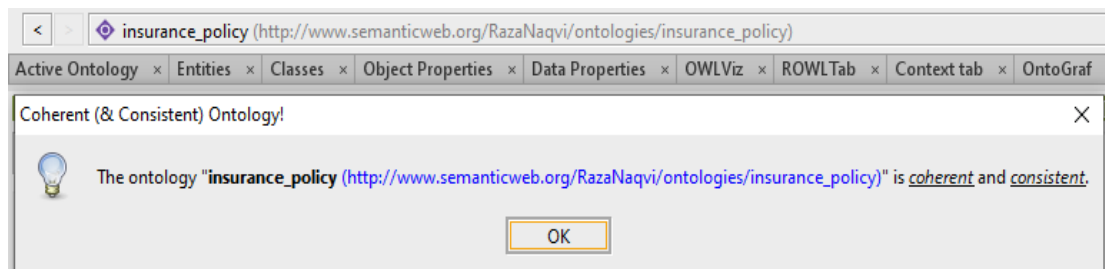 < > insurance_policy (http://www.semanticweb.org/RazaNaqvi/ontologies/insurance_policy)
Active Ontology × Entities × Classes × Object Properties × Data Properties × OWLViz × ROWLTab × Context tab × OntoGraf
Coherent (& Consistent) Ontology! ×
The ontology "insurance_policy (http://www.semanticweb.org/RazaNaqvi/ontologies/insurance_policy)" is coherent and consistent.
OK